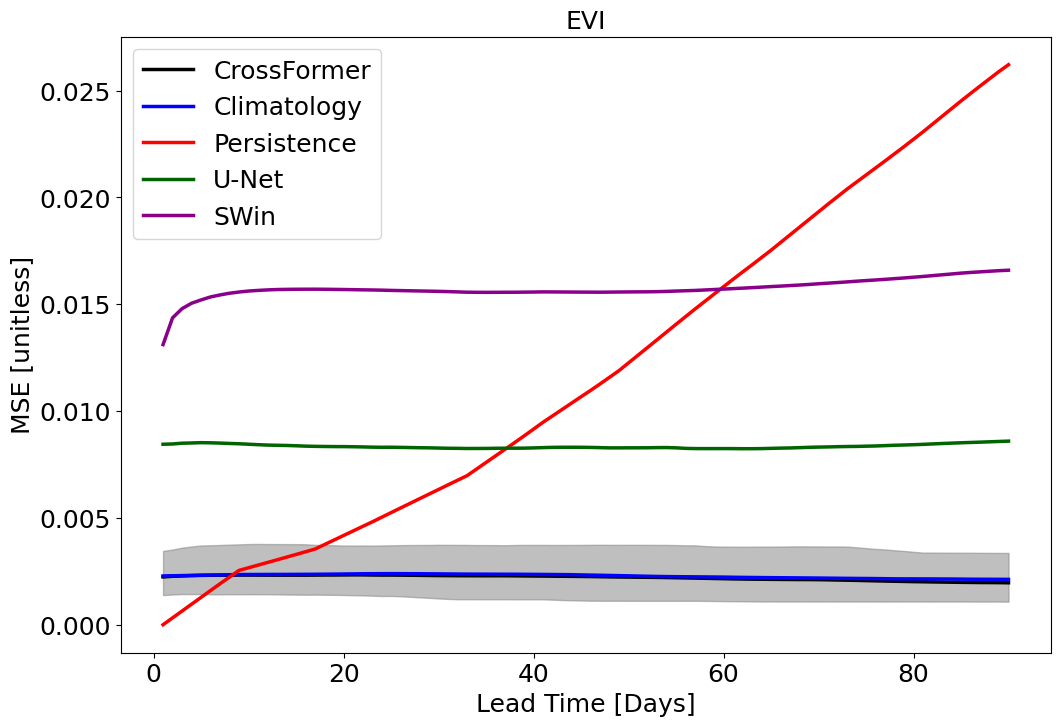 EVI
CrossFormer
Climatology
Persistence
U-Net
SWin
MSE [unitless]
0.025
0.020
0.015
0.010
0.005
0.000
0
20
40
60
80
Lead Time [Days]